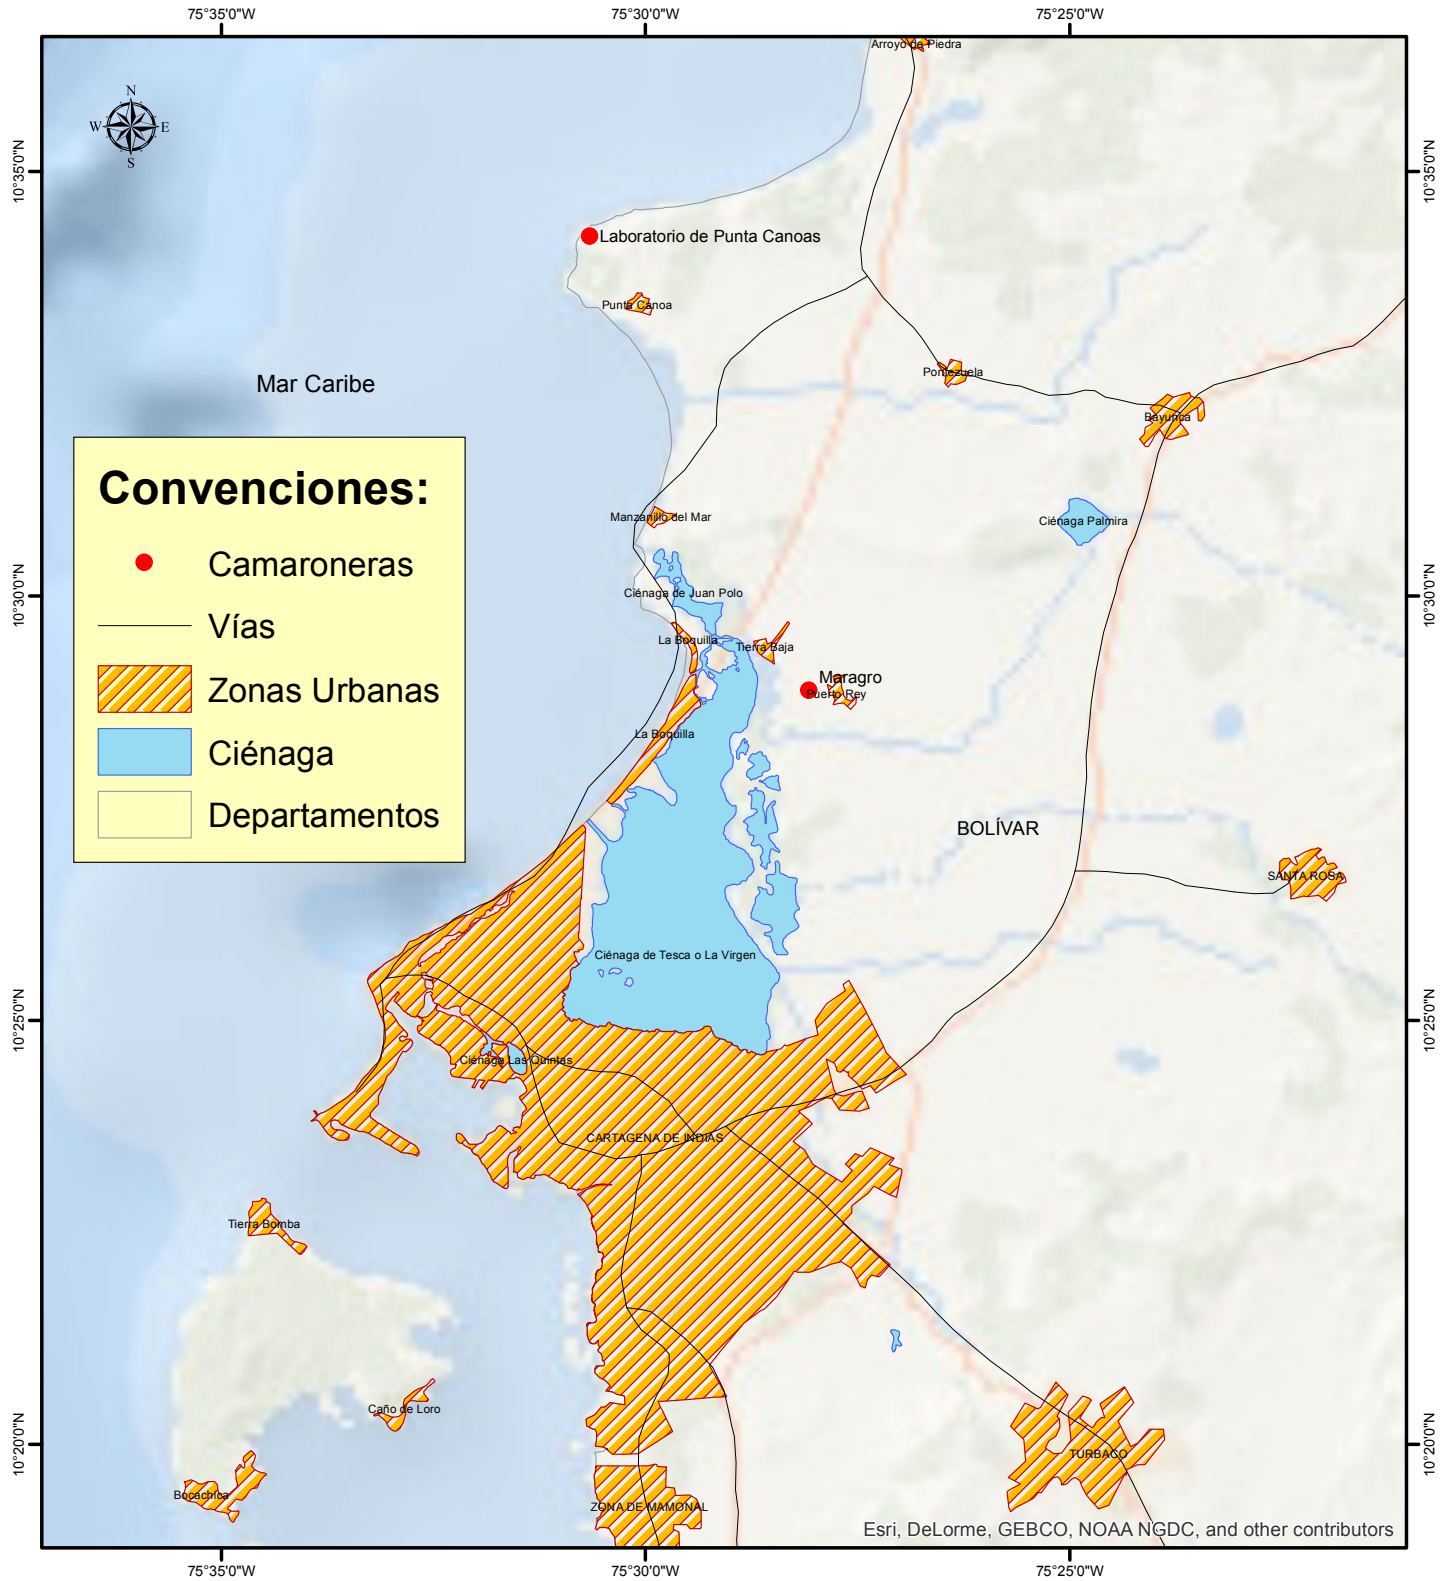 75°35'0"W
75°30'0"W
75°25'0"W
Arroyo de Piedra
N
W
E
S
10°35'0"N
10°35'0"N
Laboratorio de Punta Canoas
Punta Canoa
Mar Caribe
Pontezuela
Bayunca
Convenciones:
Camaroneras
Vías
Zonas Urbanas
Ciénaga
Departamentos
Manzanillo del Mar
Ciénaga Palmira
10°30'0"N
10°30'0"N
Ciénaga de Juan Polo
La Boquilla
Tierra Baja
Maragro
Puerto Rey
La Boquilla
BOLÍVAR
SANTA ROSA
Ciénaga de Tesca o La Virgen
10°25'0"N
10°25'0"N
Ciénaga Las Quintas
CARTAGENA DE INDIAS
Tierra Bomba
Caño de Loro
10°20'0"N
10°20'0"N
TURBACO
Bocachica
ZONA DE MAMONAL
Esri, DeLorme, GEBCO, NOAA NGDC, and other contributors
75°35'0"W
75°30'0"W
75°25'0"W